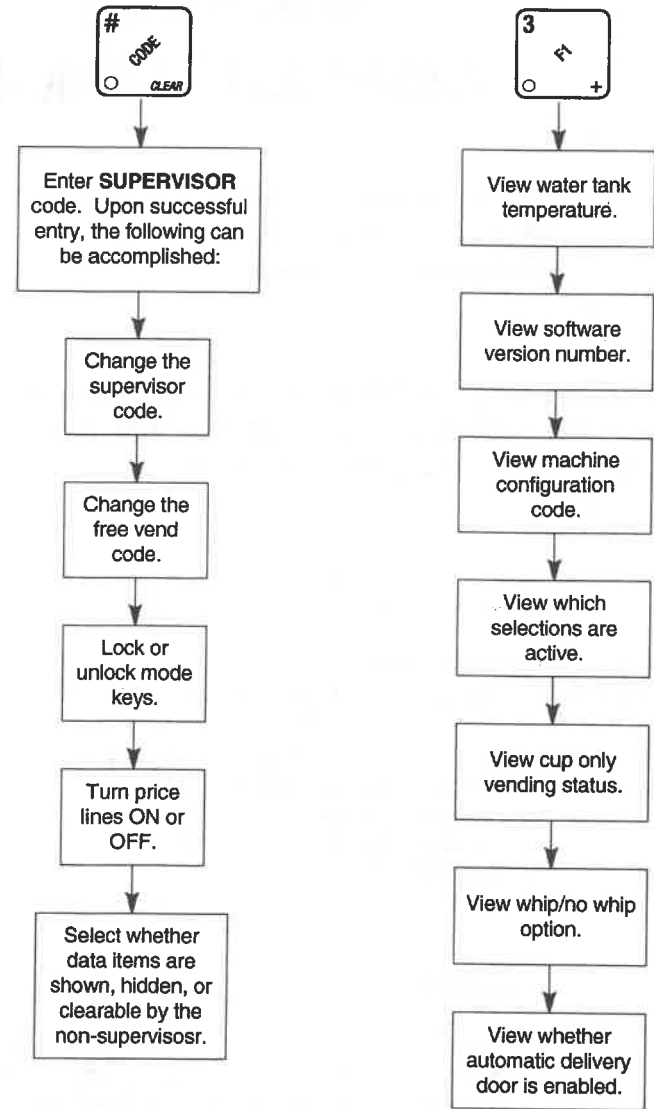 #
CODE
CLEAR
Enter SUPERVISOR
code. Upon successful
entry, the following can
be accomplished:
Change the
supervisor
code.
Change the
free vend
code.
Lock or
unlock mode
keys.
Turn price
lines ON or
OFF.
Select whether
data items are
shown, hidden, or
clearable by the
non-supervisosr.
3
F1
+
View water tank
temperature.
View software
version number.
View machine
configuration
code.
View which
selections are
active.
View cup only
vending status.
View whip/no whip
option.
View whether
automatic delivery
door is enabled.